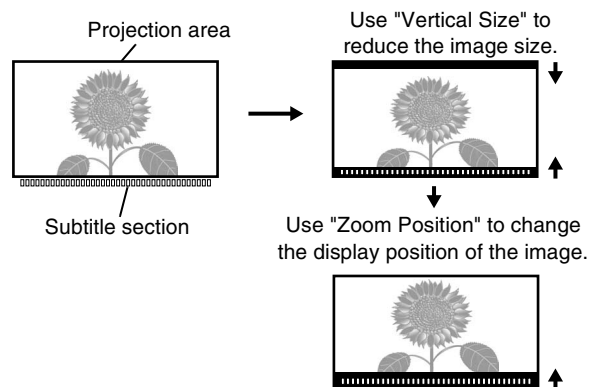 Projection area
Subtitle section
Use "Vertical Size" to
reduce the image size.
Use "Zoom Position" to change
the display position of the image.